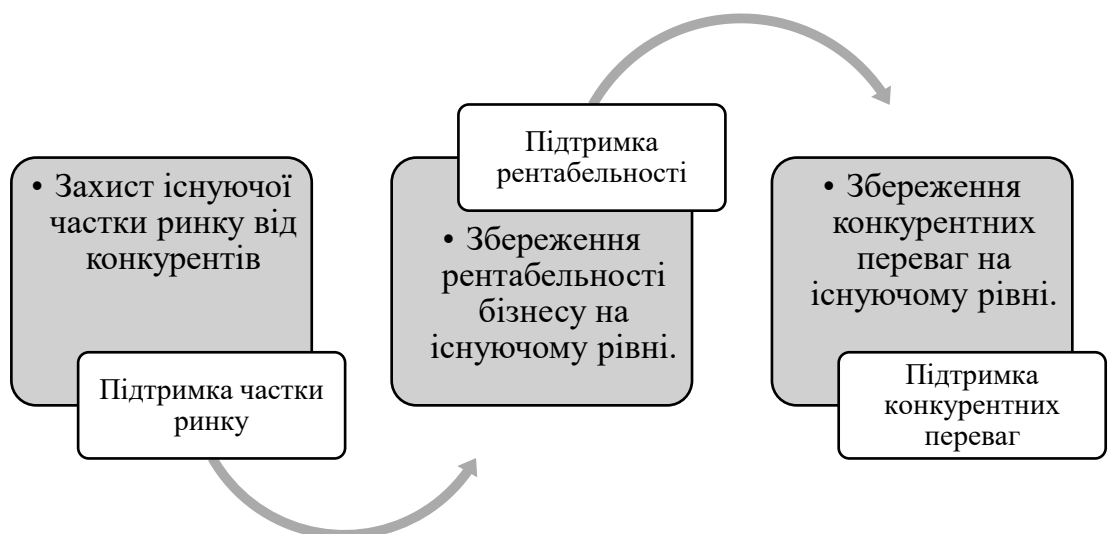 • Захист існуючої
частки ринку від
конкурентів
Підтримка частки
ринку
Підтримка
рентабельності
• Збереження
рентабельності
бізнесу на
існуючому рівні.
• Збереження
конкурентних
переваг на
існуючому рівні.
Підтримка
конкурентних
переваг